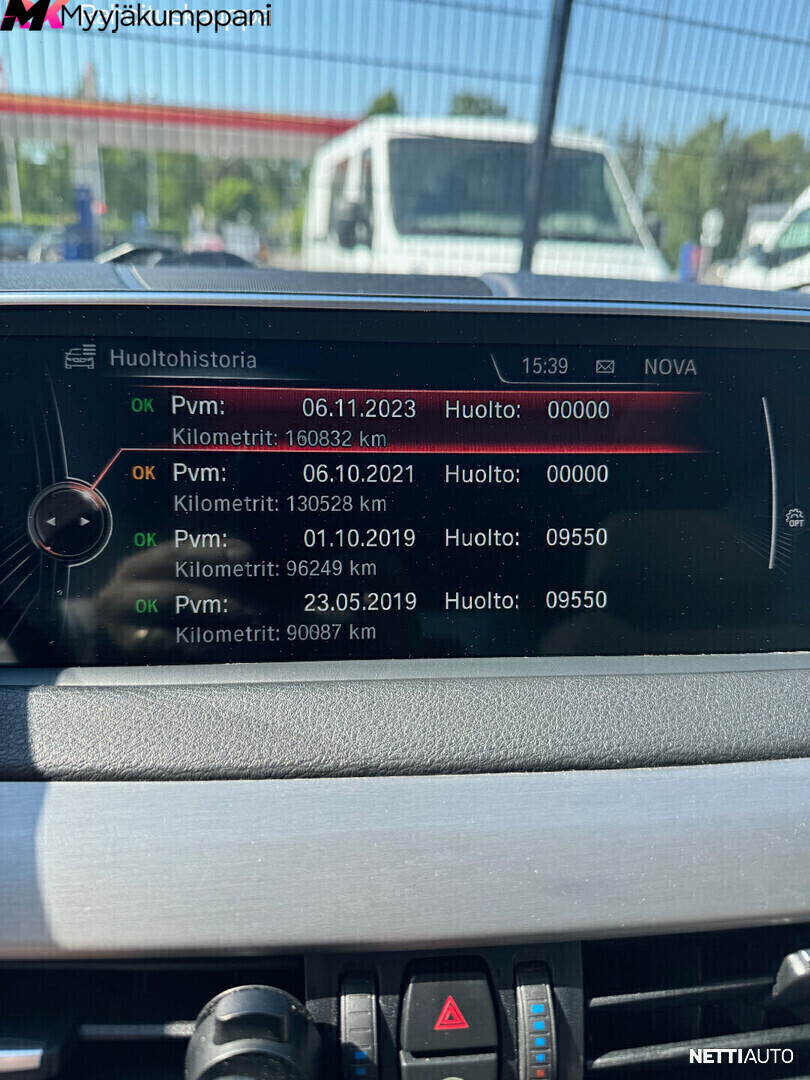 Myyjäkumppani
Huoltohistoria
15:39
NOVA
OK Pvm: 06.11.2023 Huolto: 00000
Kilometrit: 160832 km
OK Pvm: 06.10.2021 Huolto: 00000
Kilometrit: 130528 km
OK Pvm: 01.10.2019 Huolto: 09550
Kilometrit: 96249 km
OK Pvm: 23.05.2019 Huolto: 09550
Kilometrit: 90087 km
OPT
NETTIAUTO